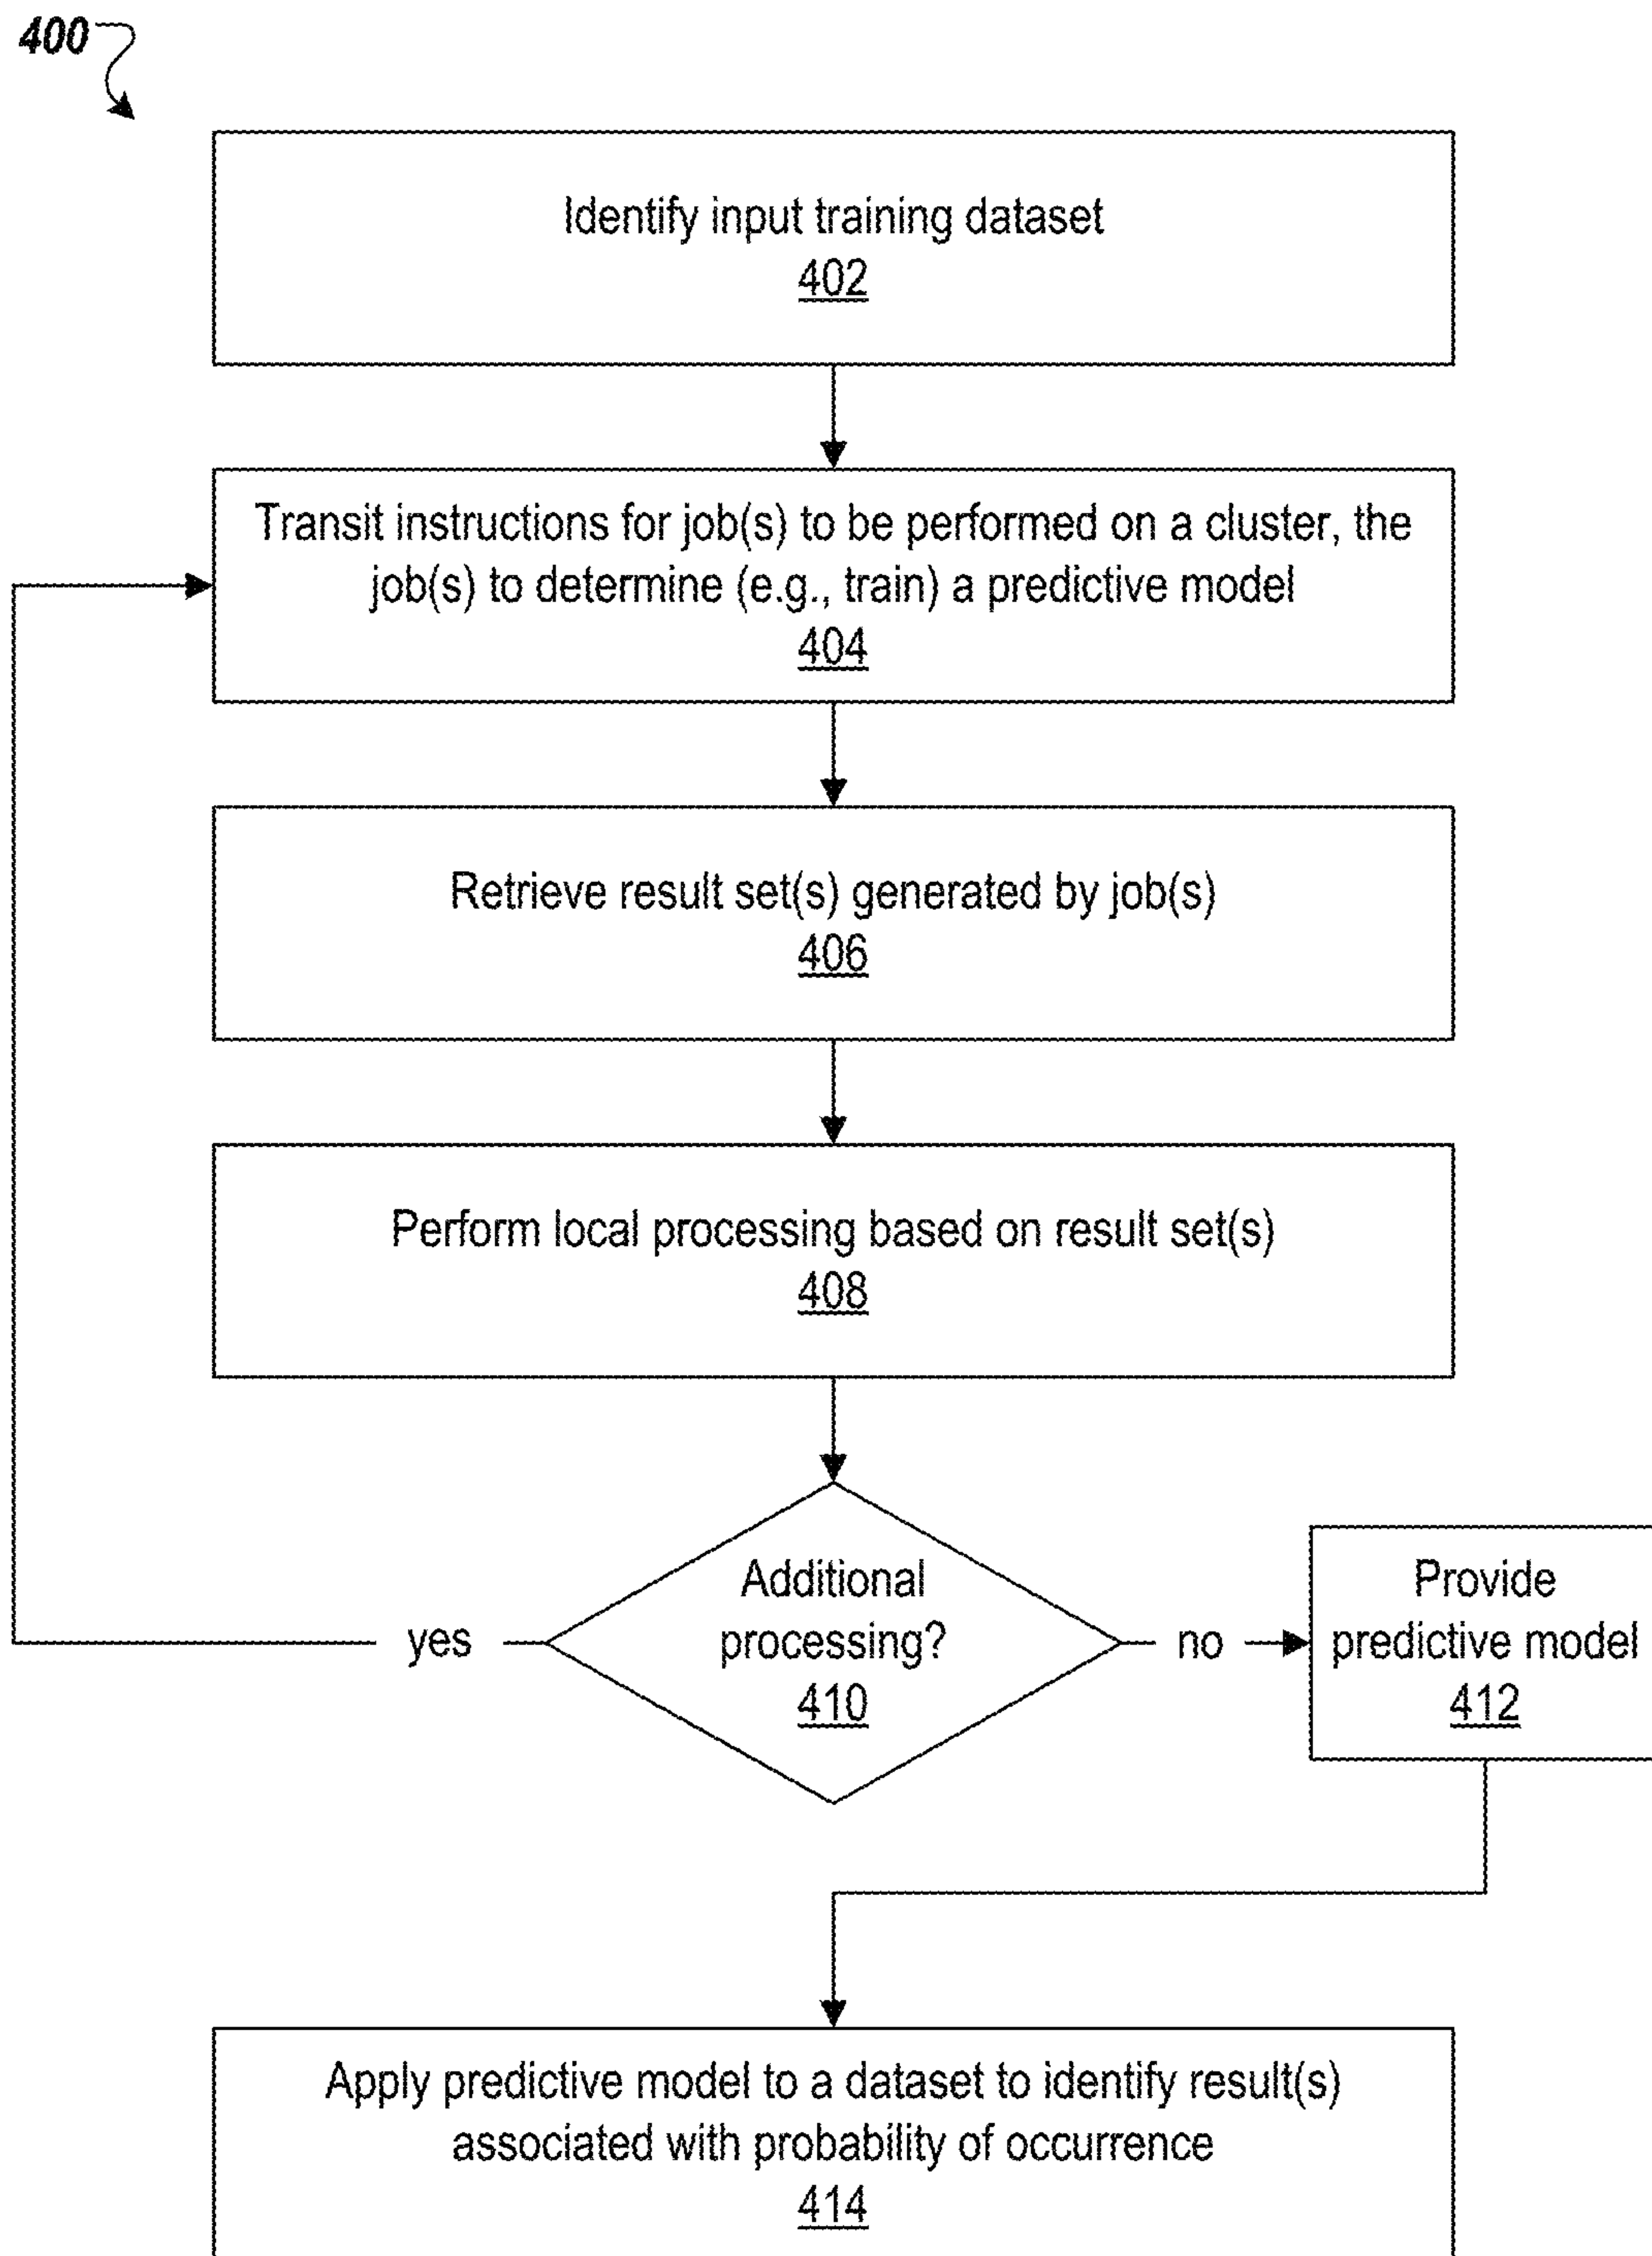 400
Identify input training dataset
402
Transit instructions for job(s) to be performed on a cluster, the
job(s) to determine (e.g., train) a predictive model
404
Retrieve result set(s) generated by job(s)
406
Perform local processing based on result set(s)
408
Additional
processing?
410
yes
no
Provide
predictive model
412
Apply predictive model to a dataset to identify result(s)
associated with probability of occurrence
414